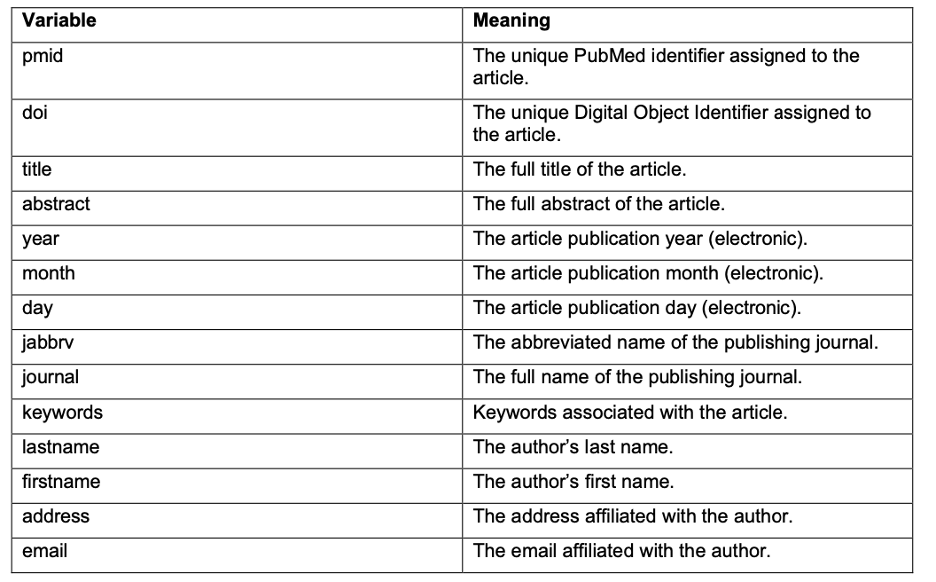 Variable Meaning
pmid The unique PubMed identifier assigned to the
article.
doi The unique Digital Object Identifier assigned to
the article.
title The full title of the article.
abstract The full abstract of the article.
year The article publication year (electronic).
month The article publication month (electronic).
day The article publication day (electronic).
jabbrv The abbreviated name of the publishing journal.
journal The full name of the publishing journal.
keywords Keywords associated with the article.
lastname The author’s last name.
firstname The author’s first name.
address The address affiliated with the author.
email The email affiliated with the author.